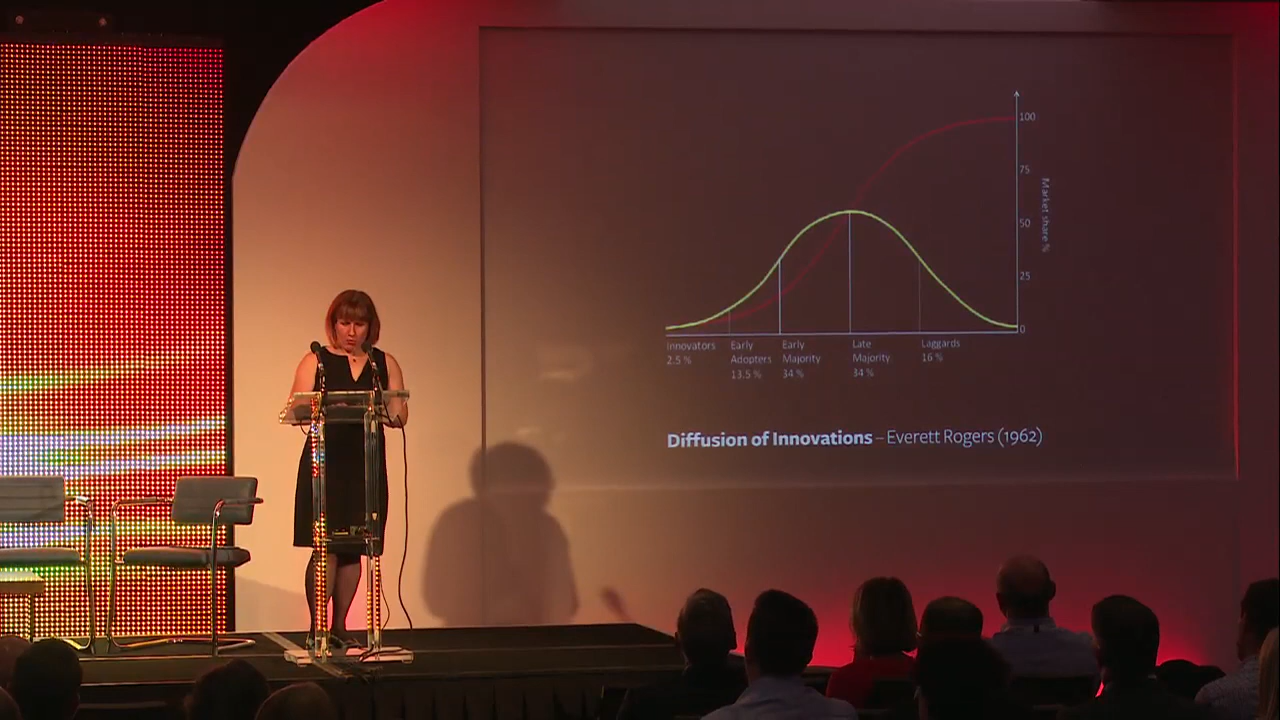 100
75
50
25
0
Market share %
Innovators
2.5 %
Early
Adopters
13.5 %
Early
Majority
34 %
Late
Majority
34 %
Laggards
16 %
Diffusion of Innovations – Everett Rogers (1962)